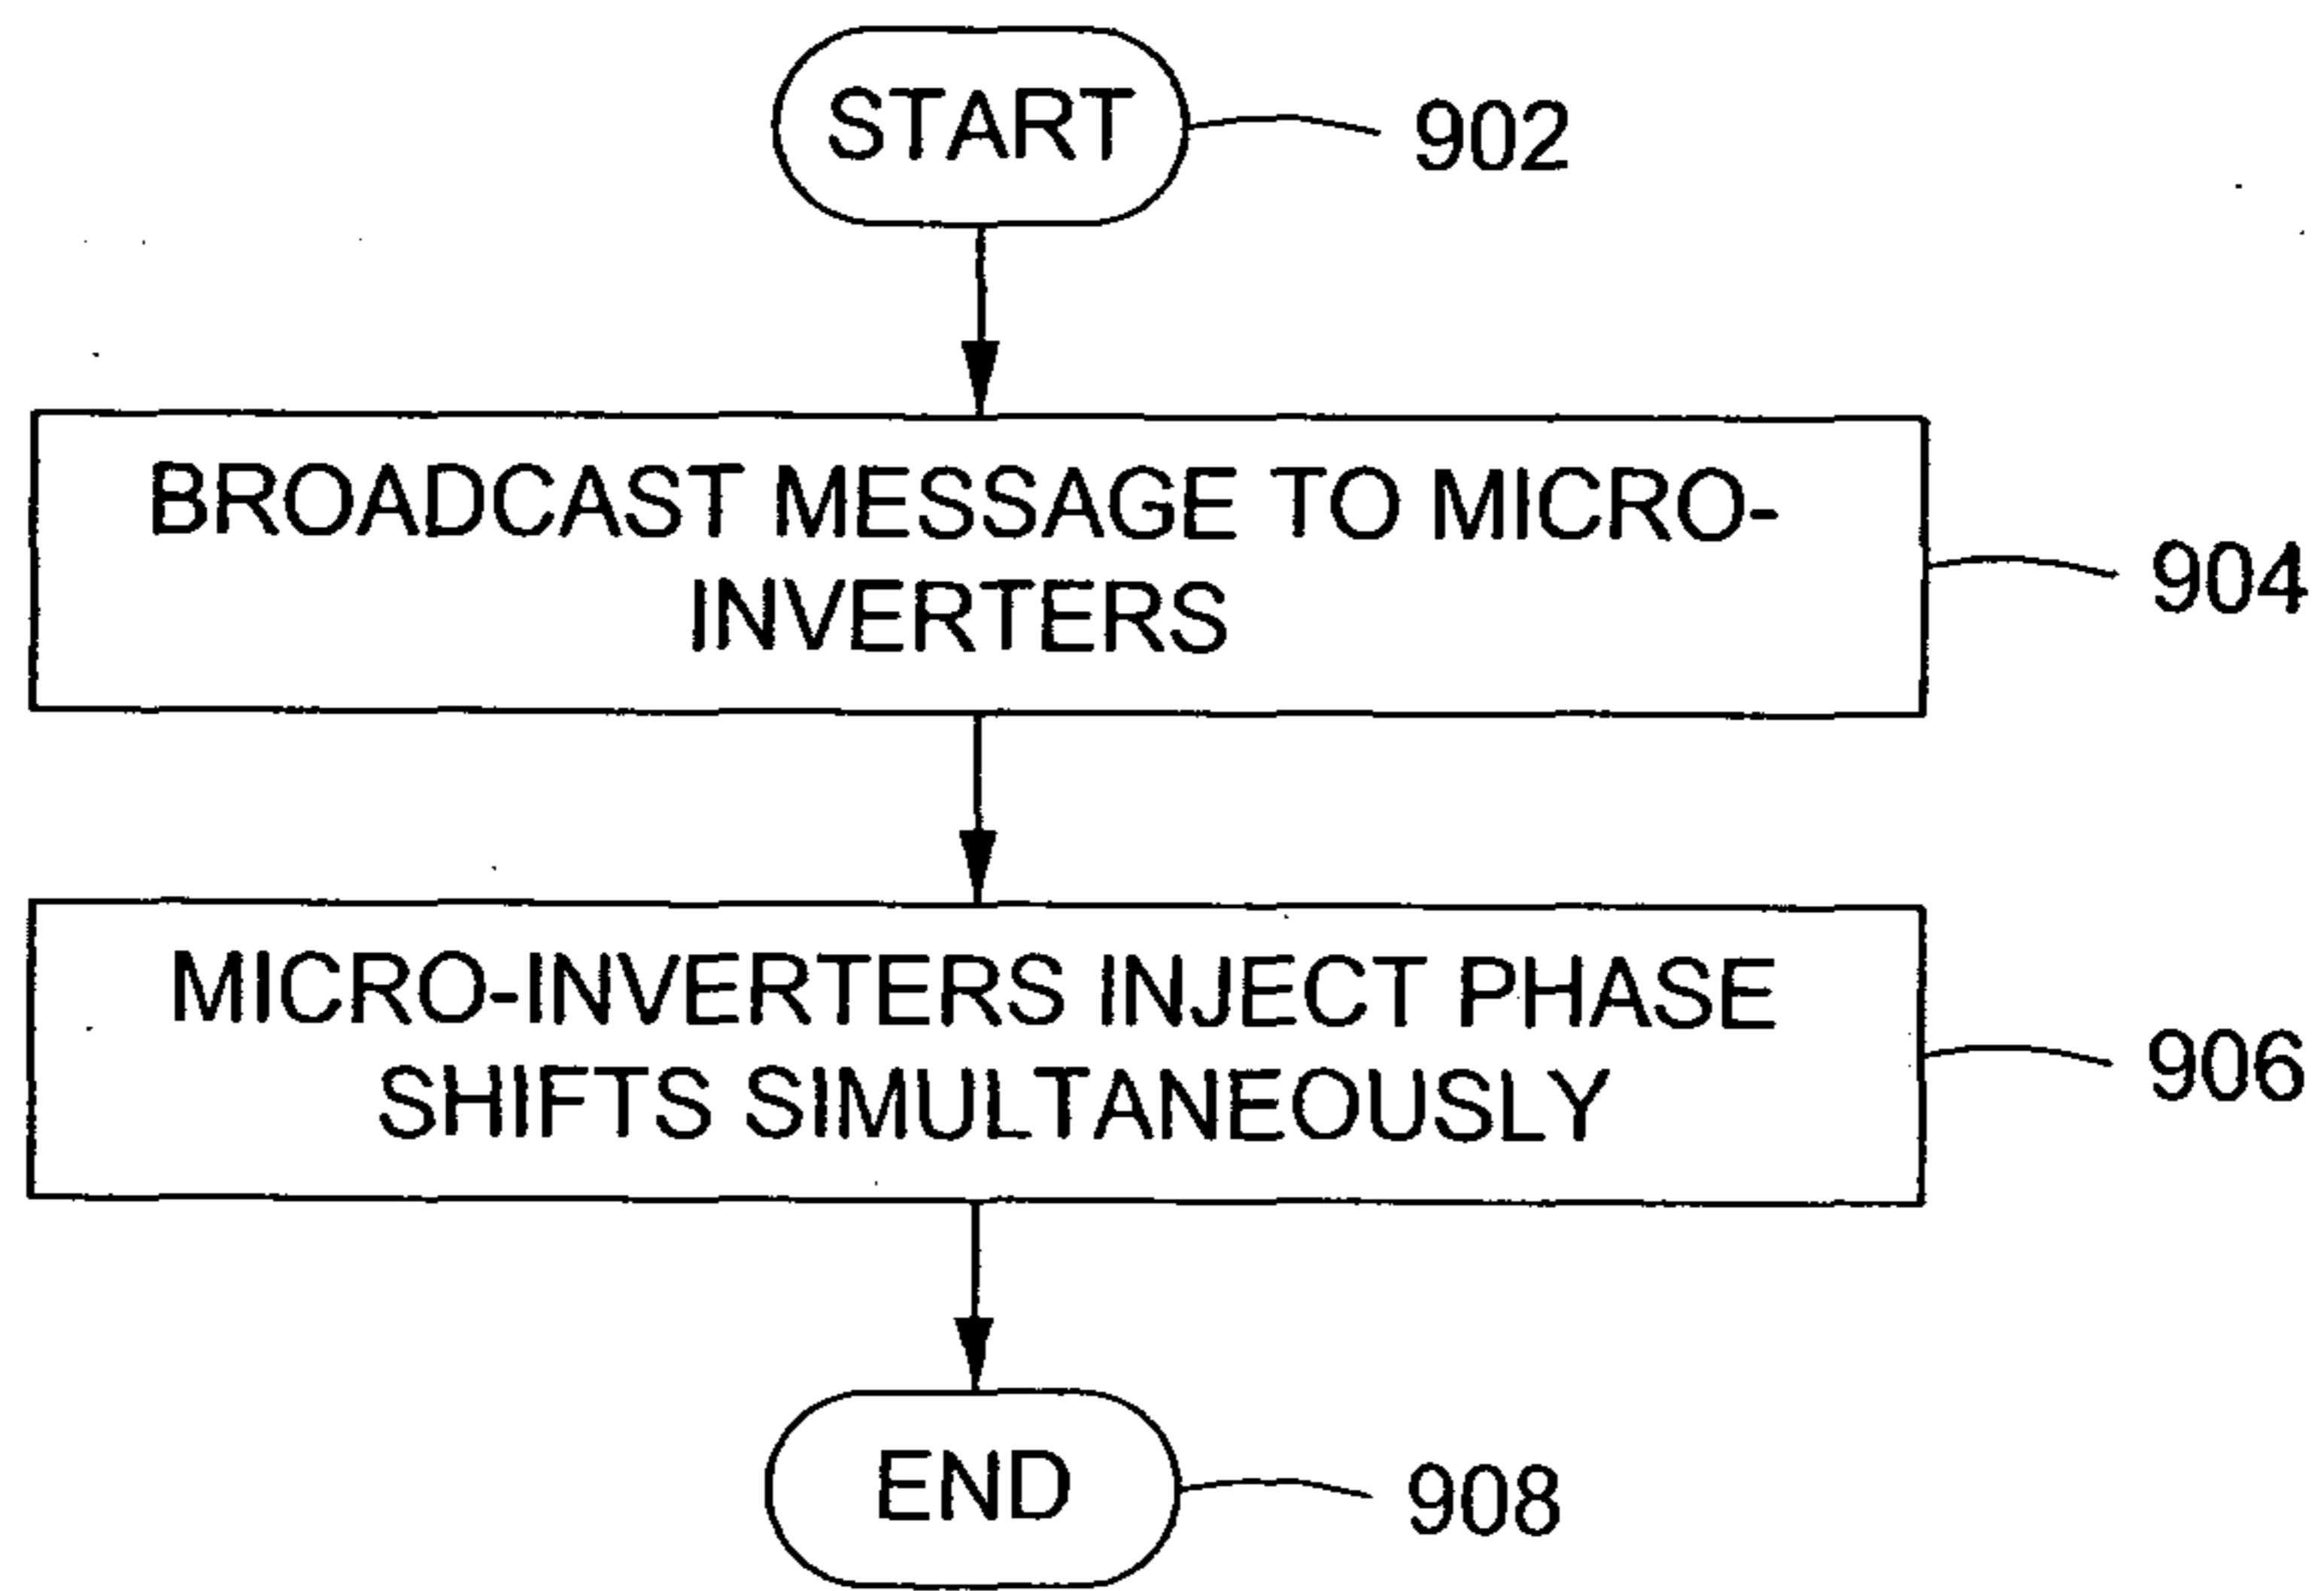 START
902
BROADCAST MESSAGE TO MICRO-
INVERTERS
904
MICRO-INVERTERS INJECT PHASE
SHIFTS SIMULTANEOUSLY
906
END
908